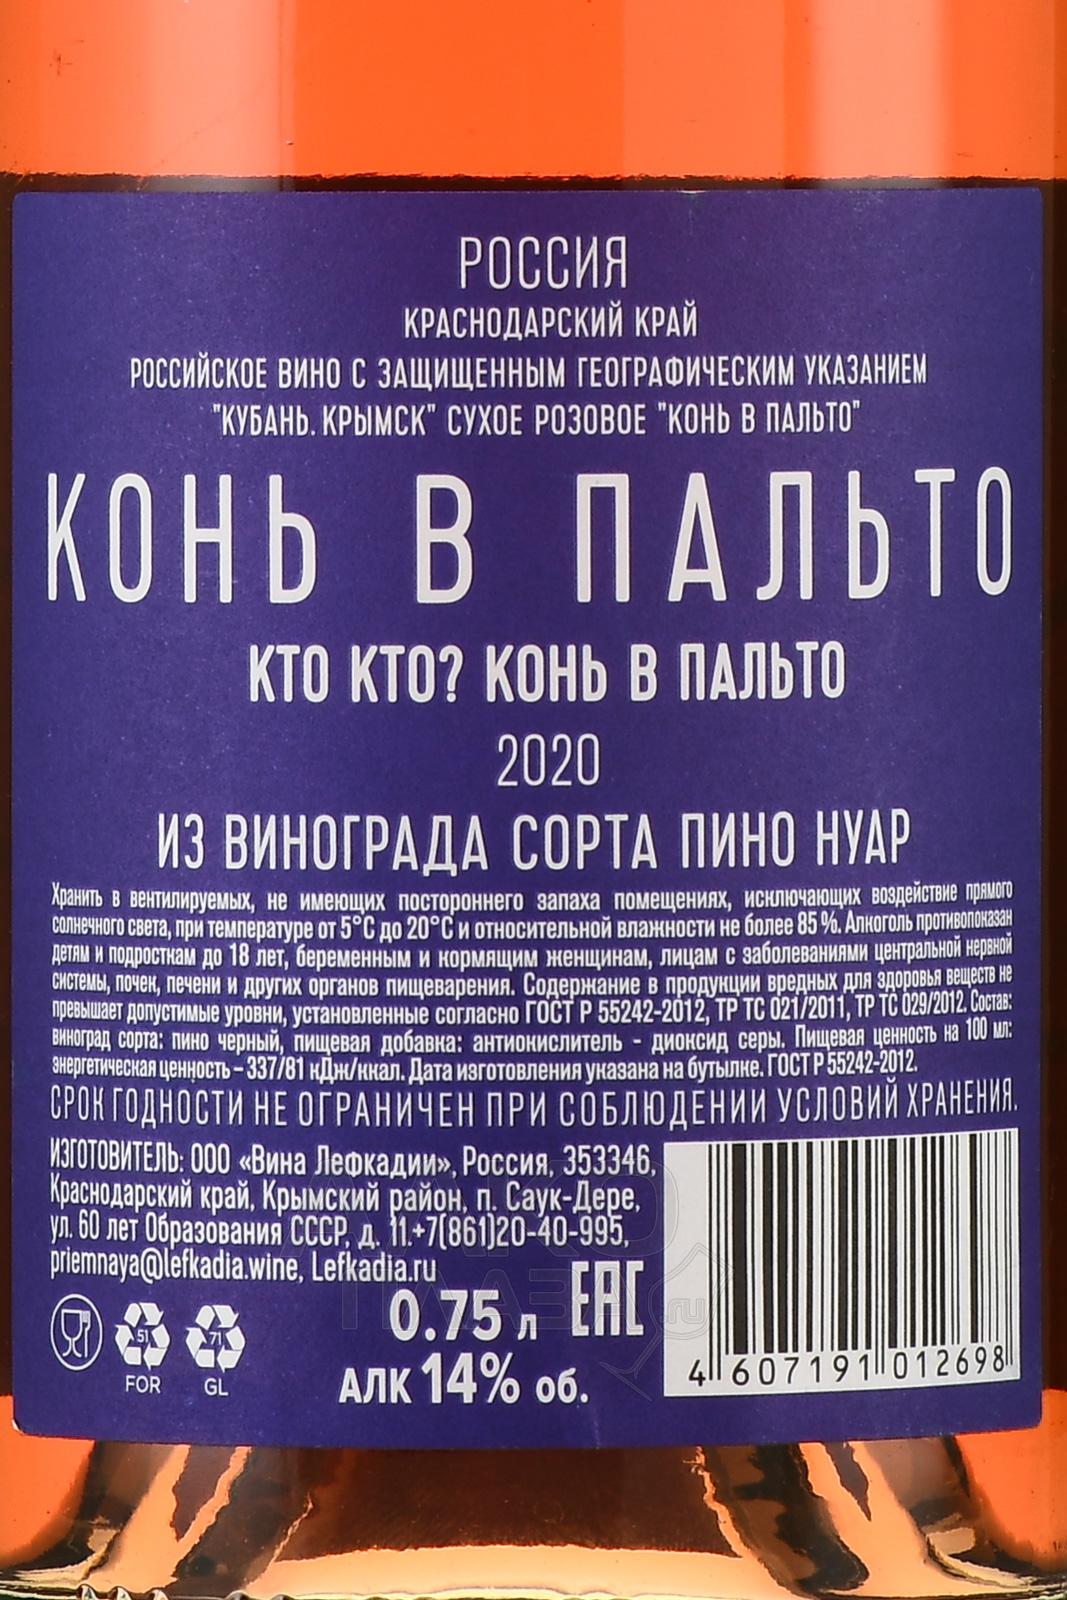 РОССИЯ
КРАСНОДАРСКИЙ КРАЙ
РОССИЙСКОЕ ВИНО С ЗАЩИЩЕННЫМ ГЕОГРАФИЧЕСКИМ УКАЗАНИЕМ
"КУБАНЬ. КРЫМСК" СУХОЕ РОЗОВОЕ "КОНЬ В ПАЛЬТО"
КОНЬ В ПАЛЬТО
КТО КТО? КОНЬ В ПАЛЬТО
2020
ИЗ ВИНОГРАДА СОРТА ПИНО НУАР
Хранить в вентилируемых, не имеющих постороннего запаха помещениях, исключающих воздействие прямого
солнечного света, при температуре от 5°С до 20°С и относительной влажности не более 85 %. Алкоголь противопоказан
детям и подросткам до 18 лет, беременным и кормящим женщинам, лицам с заболеваниями центральной нервной
системы, почек, печени и других органов пищеварения. Содержание в продукции вредных для здоровья веществ не
превышает допустимые уровни, установленные согласно ГОСТ Р 55242-2012, ТР ТС 021/2011, ТР ТС 029/2012. Состав:
виноград сорта: пино черный, пищевая добавка: антиокислитель - диоксид серы. Пищевая ценность на 100 мл:
энергетическая ценность – 337/81 кДж/ккал. Дата изготовления указана на бутылке. ГОСТ Р 55242-2012.
СРОК ГОДНОСТИ НЕ ОГРАНИЧЕН ПРИ СОБЛЮДЕНИИ УСЛОВИЙ ХРАНЕНИЯ.
ИЗГОТОВИТЕЛЬ: ООО «Вина Лефкадии», Россия, 353346,
Краснодарский край, Крымский район, п. Саук-Дере,
ул. 60 лет Образования СССР, д. 11.+7(861)20-40-995,
priemnaya@lefkadia.wine, Lefkadia.ru
0.75 л EAC
АЛК 14% об.
51 71
FOR GL
4 607191 012698
ЛАКО
ПЛАЗА.ru